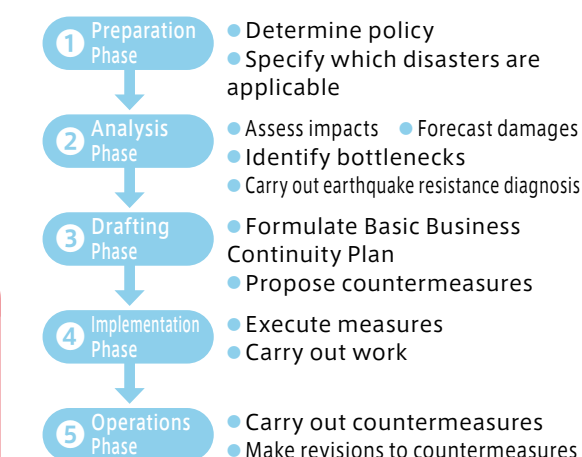 1 Preparation Phase
● Determine policy
● Specify which disasters are
applicable
2 Analysis Phase
● Assess impacts ● Forecast damages
● Identify bottlenecks
● Carry out earthquake resistance diagnosis
3 Drafting Phase
● Formulate Basic Business
Continuity Plan
● Propose countermeasures
4 Implementation Phase
● Execute measures
● Carry out work
5 Operations Phase
● Carry out countermeasures
● Make revisions to countermeasures